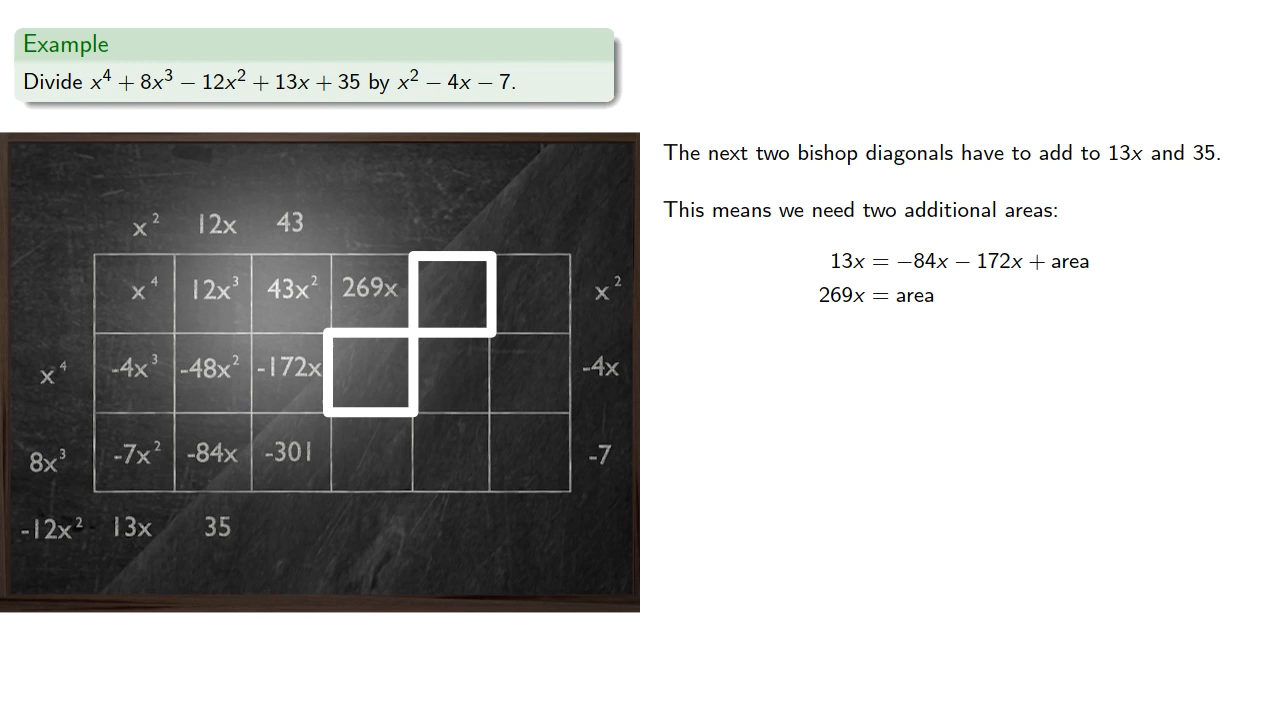 Example
Divide x⁴ + 8x³ − 12x² + 13x + 35 by x² − 4x − 7.
The next two bishop diagonals have to add to 13x and 35.
This means we need two additional areas:
13x = −84x − 172x + area
269x = area
x² 12x 43
x⁴ 12x³ 43x² 269x x²
x⁴ -4x³ -48x² -172x -4x
8x³ -7x² -84x -301 -7
-12x² 13x 35